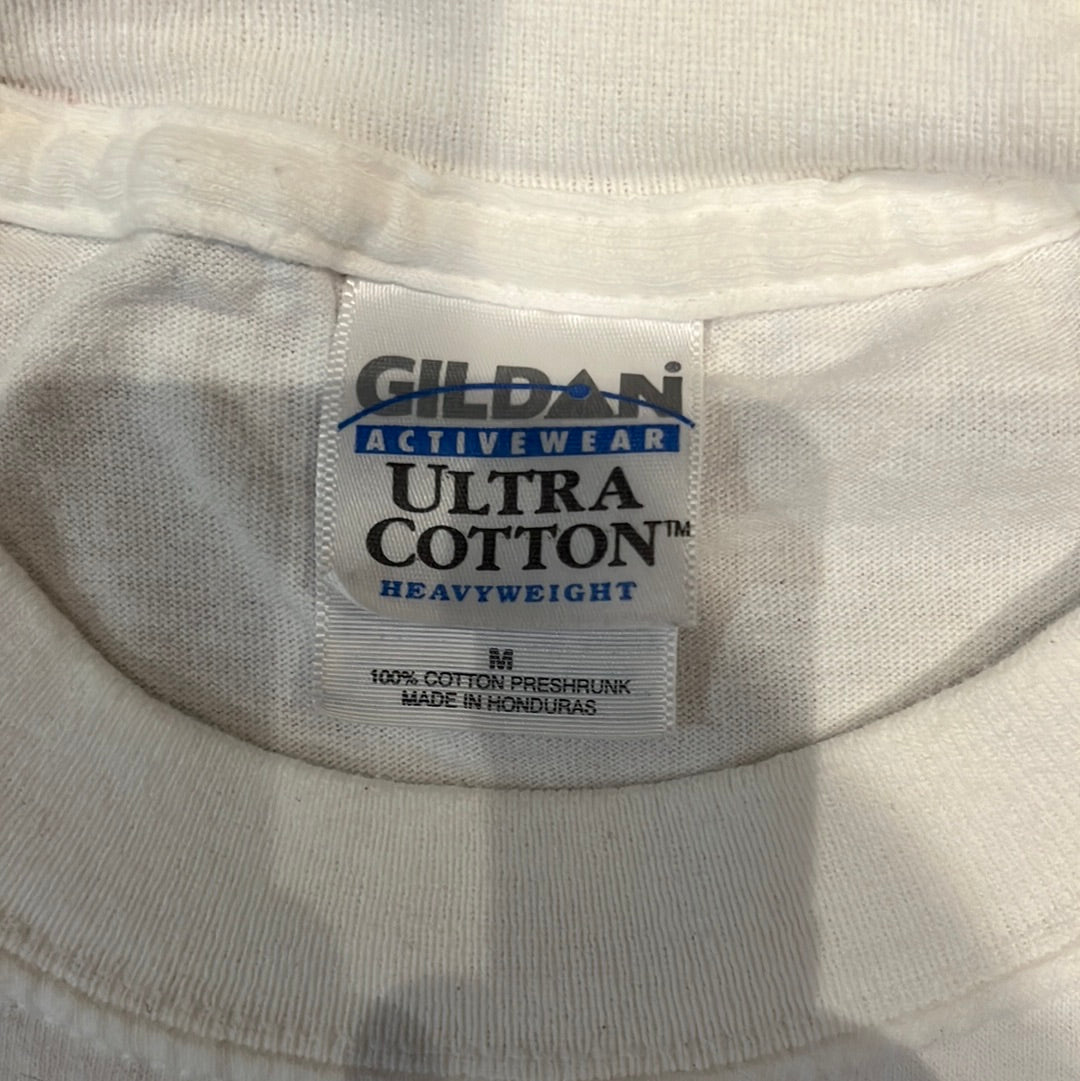 GILDAN
ACTIVEWEAR
ULTRA
COTTON™
HEAVYWEIGHT
M
100% COTTON PRESHRUNK
MADE IN HONDURAS